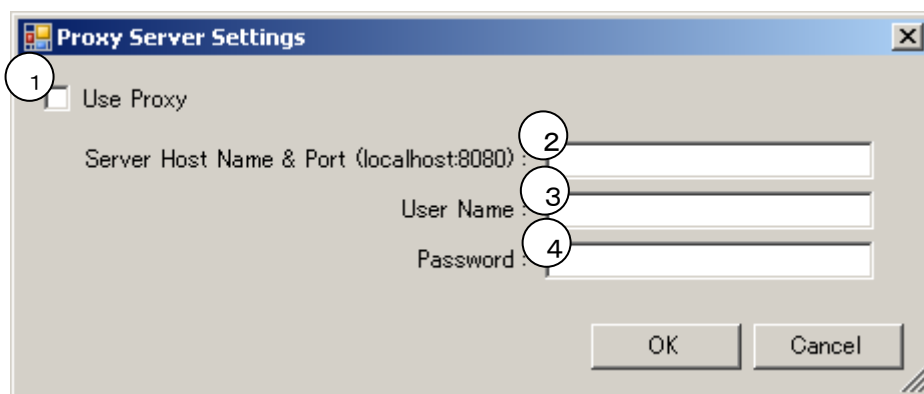 Proxy Server Settings
1
Use Proxy
Server Host Name & Port (localhost:8080) : 2
User Name : 3
Password : 4
OK Cancel